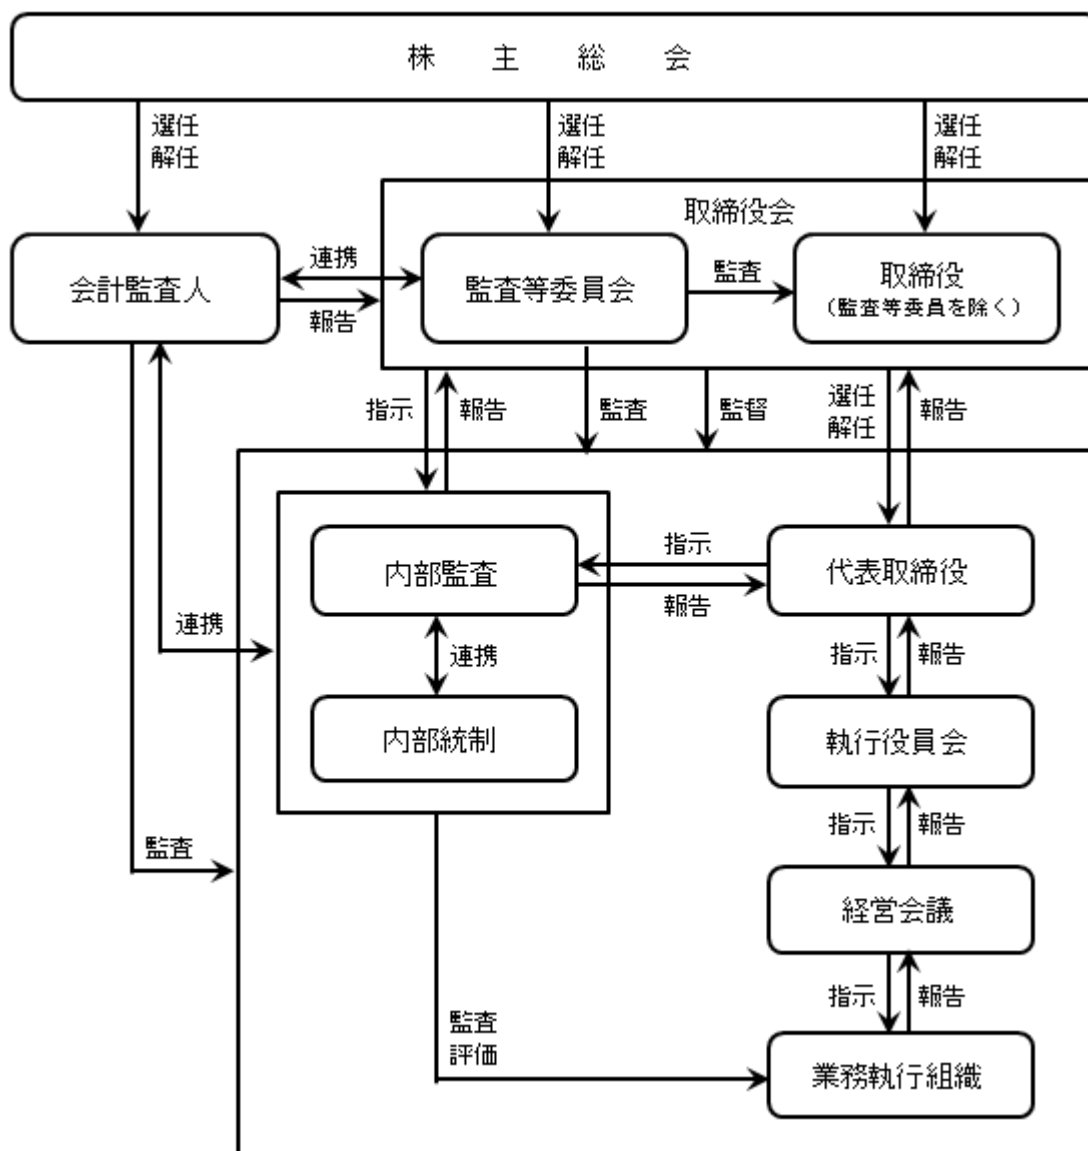 株主総会
選任
解任
選任
解任
選任
解任
取締役会
会計監査人
連携
報告
監査等委員会
監査
取締役
（監査等委員を除く）
指示
報告
監査
監督
選任
解任
報告
内部監査
指示
報告
代表取締役
連携
連携
指示
報告
内部統制
執行役員会
指示
報告
監査
経営会議
指示
報告
監査
評価
業務執行組織